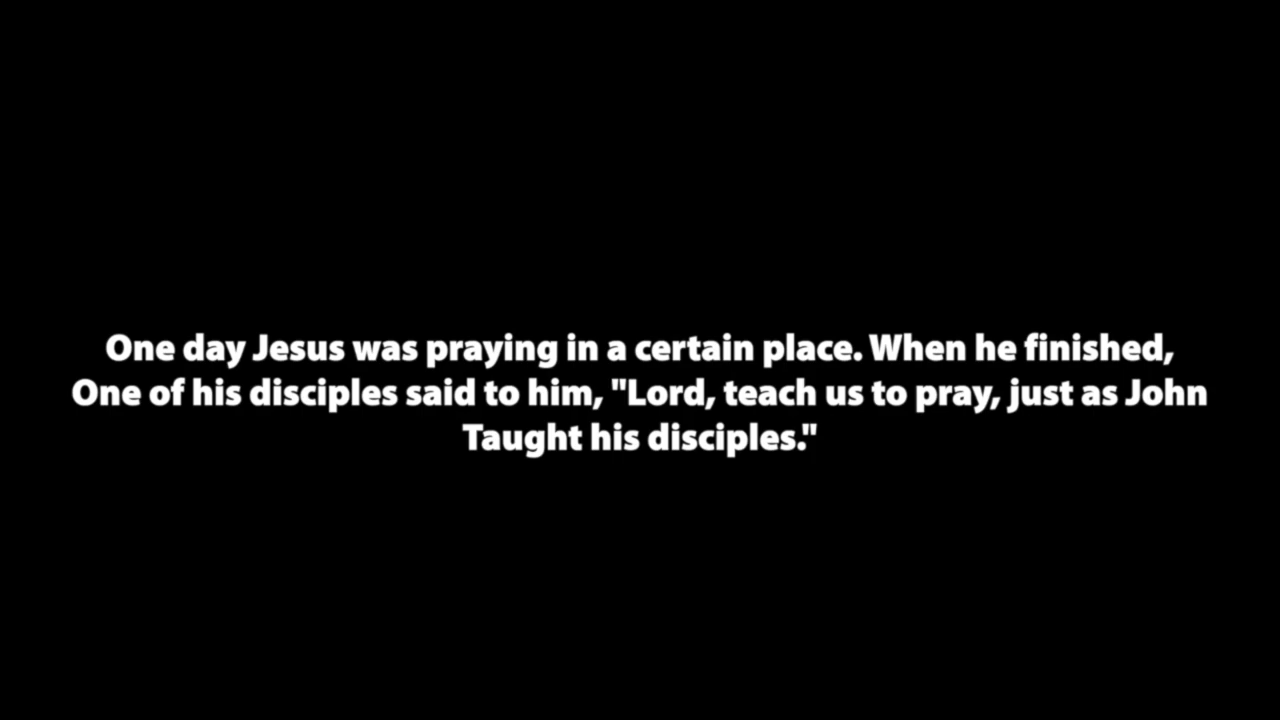 One day Jesus was praying in a certain place. When he finished,
One of his disciples said to him, "Lord, teach us to pray, just as John
Taught his disciples."